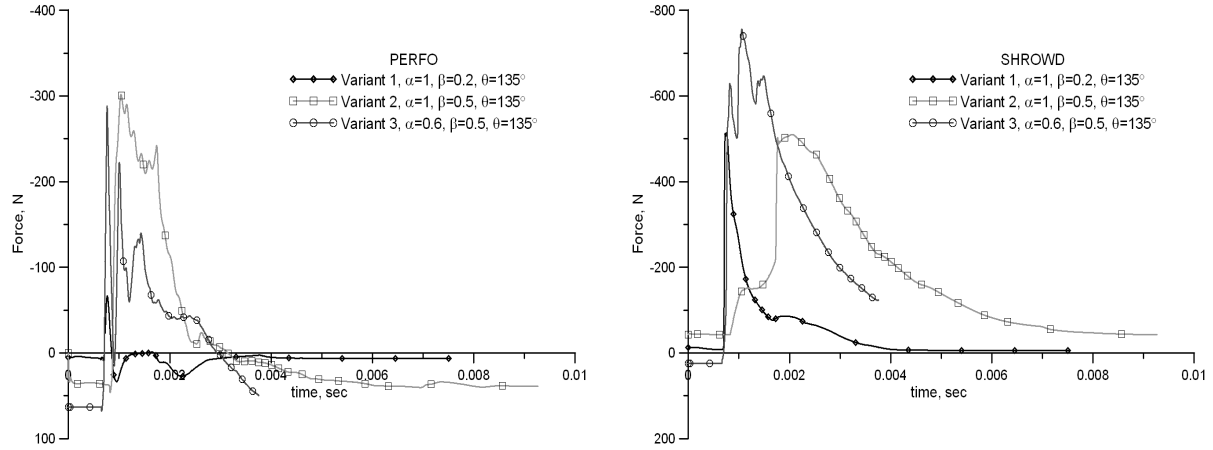 -400
-300
-200
-100
0
100
Force, N
PERFO
Variant 1, α=1, β=0.2, θ=135°
Variant 2, α=1, β=0.5, θ=135°
Variant 3, α=0.6, β=0.5, θ=135°
0 0.002 0.004 0.006 0.008 0.01
time, sec
-800
-600
-400
-200
0
200
Force, N
SHROWD
Variant 1, α=1, β=0.2, θ=135°
Variant 2, α=1, β=0.5, θ=135°
Variant 3, α=0.6, β=0.5, θ=135°
0 0.002 0.004 0.006 0.008 0.01
time, sec